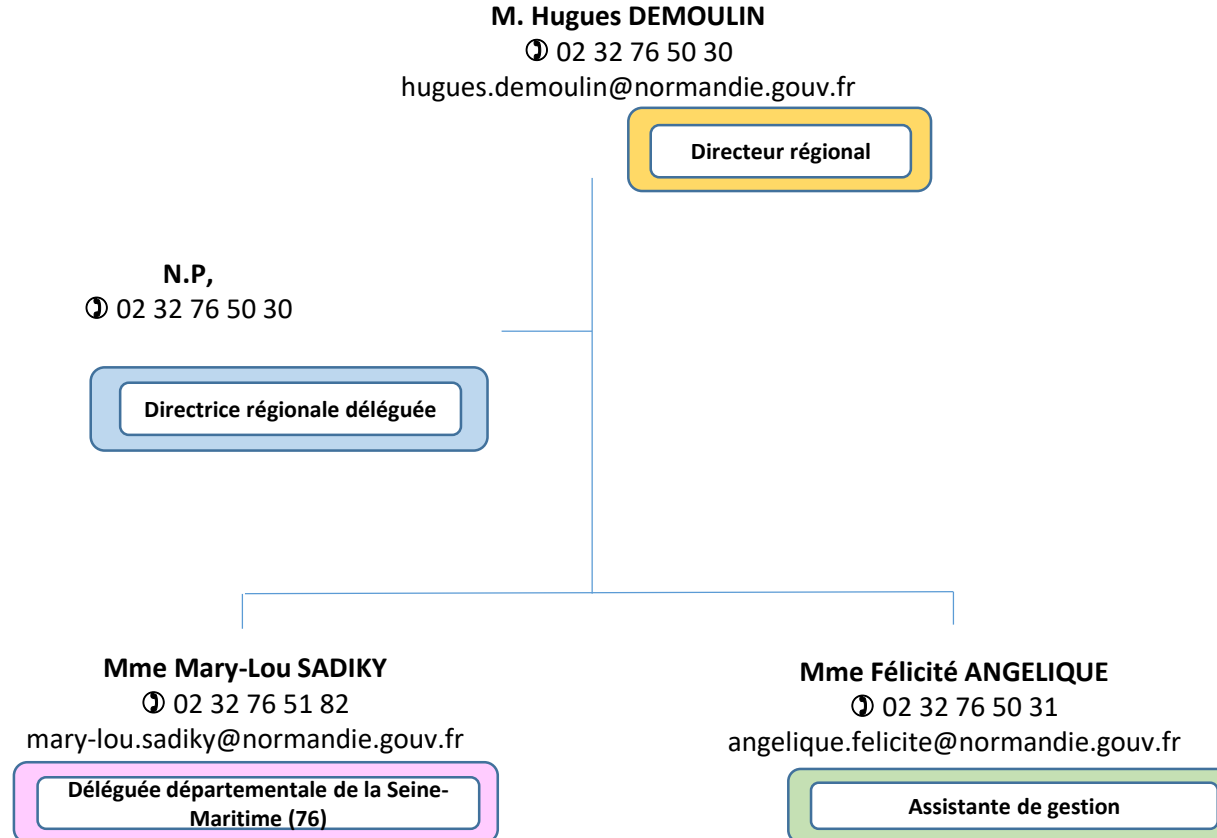 M. Hugues DEMOULIN
✆ 02 32 76 50 30
hugues.demoulin@normandie.gouv.fr
Directeur régional
N.P,
✆ 02 32 76 50 30
Directrice régionale déléguée
Mme Mary-Lou SADIKY
✆ 02 32 76 51 82
mary-lou.sadiky@normandie.gouv.fr
Déléguée départementale de la Seine-
Maritime (76)
Mme Félicité ANGELIQUE
✆ 02 32 76 50 31
angelique.felicite@normandie.gouv.fr
Assistante de gestion